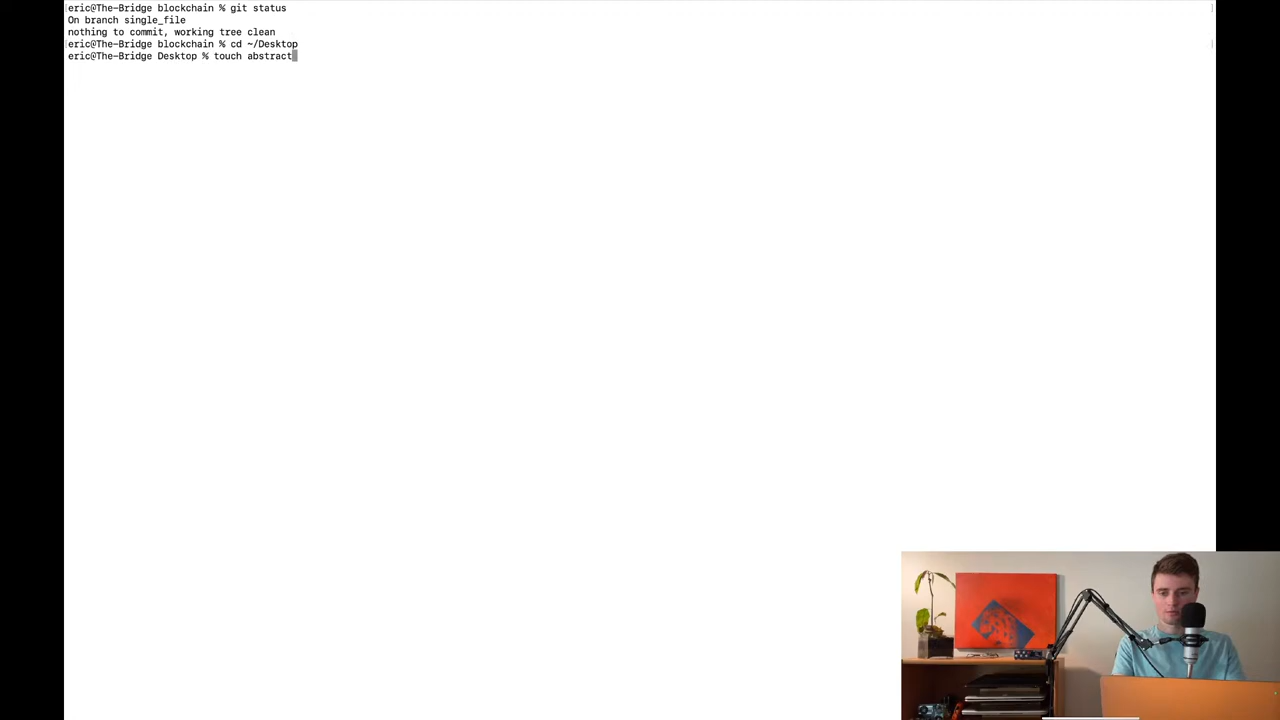 eric@The-Bridge blockchain % git status
On branch single_file
nothing to commit, working tree clean
eric@The-Bridge blockchain % cd ~/Desktop
eric@The-Bridge Desktop % touch abstract